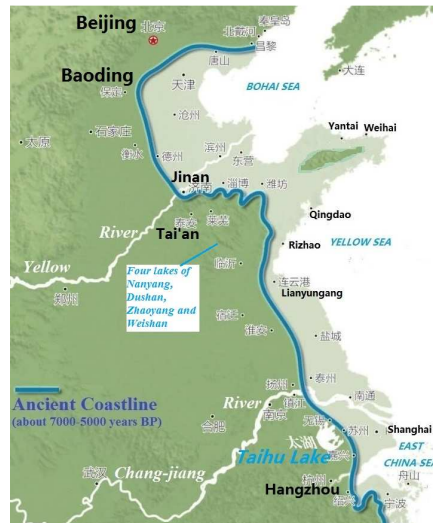 Beijing
北京
秦皇岛
北戴河
昌黎
唐山
Baoding
保定
天津
BOHAI SEA
大连
沧州
石家庄
太原
衡水
德州
滨州
东营
Yantai
Weihai
Jinan
济南
淄博
潍坊
泰安
莱芜
Tai'an
Qingdao
River
Rizhao
YELLOW SEA
Yellow
Four lakes of
Nanyang,
Dushan,
Zhaoyang and
Weishan
临沂
连云港
Lianyungang
郑州
宿迁
淮安
盐城
Ancient Coastline
(about 7000-5000 years BP)
扬州
泰州
镇江
南通
River
南京
合肥
无锡
苏州
Shanghai
太湖
Taihu Lake
嘉兴
EAST
CHINA SEA
舟山
武汉
Chang-jiang
杭州
Hangzhou
绍兴
宁波